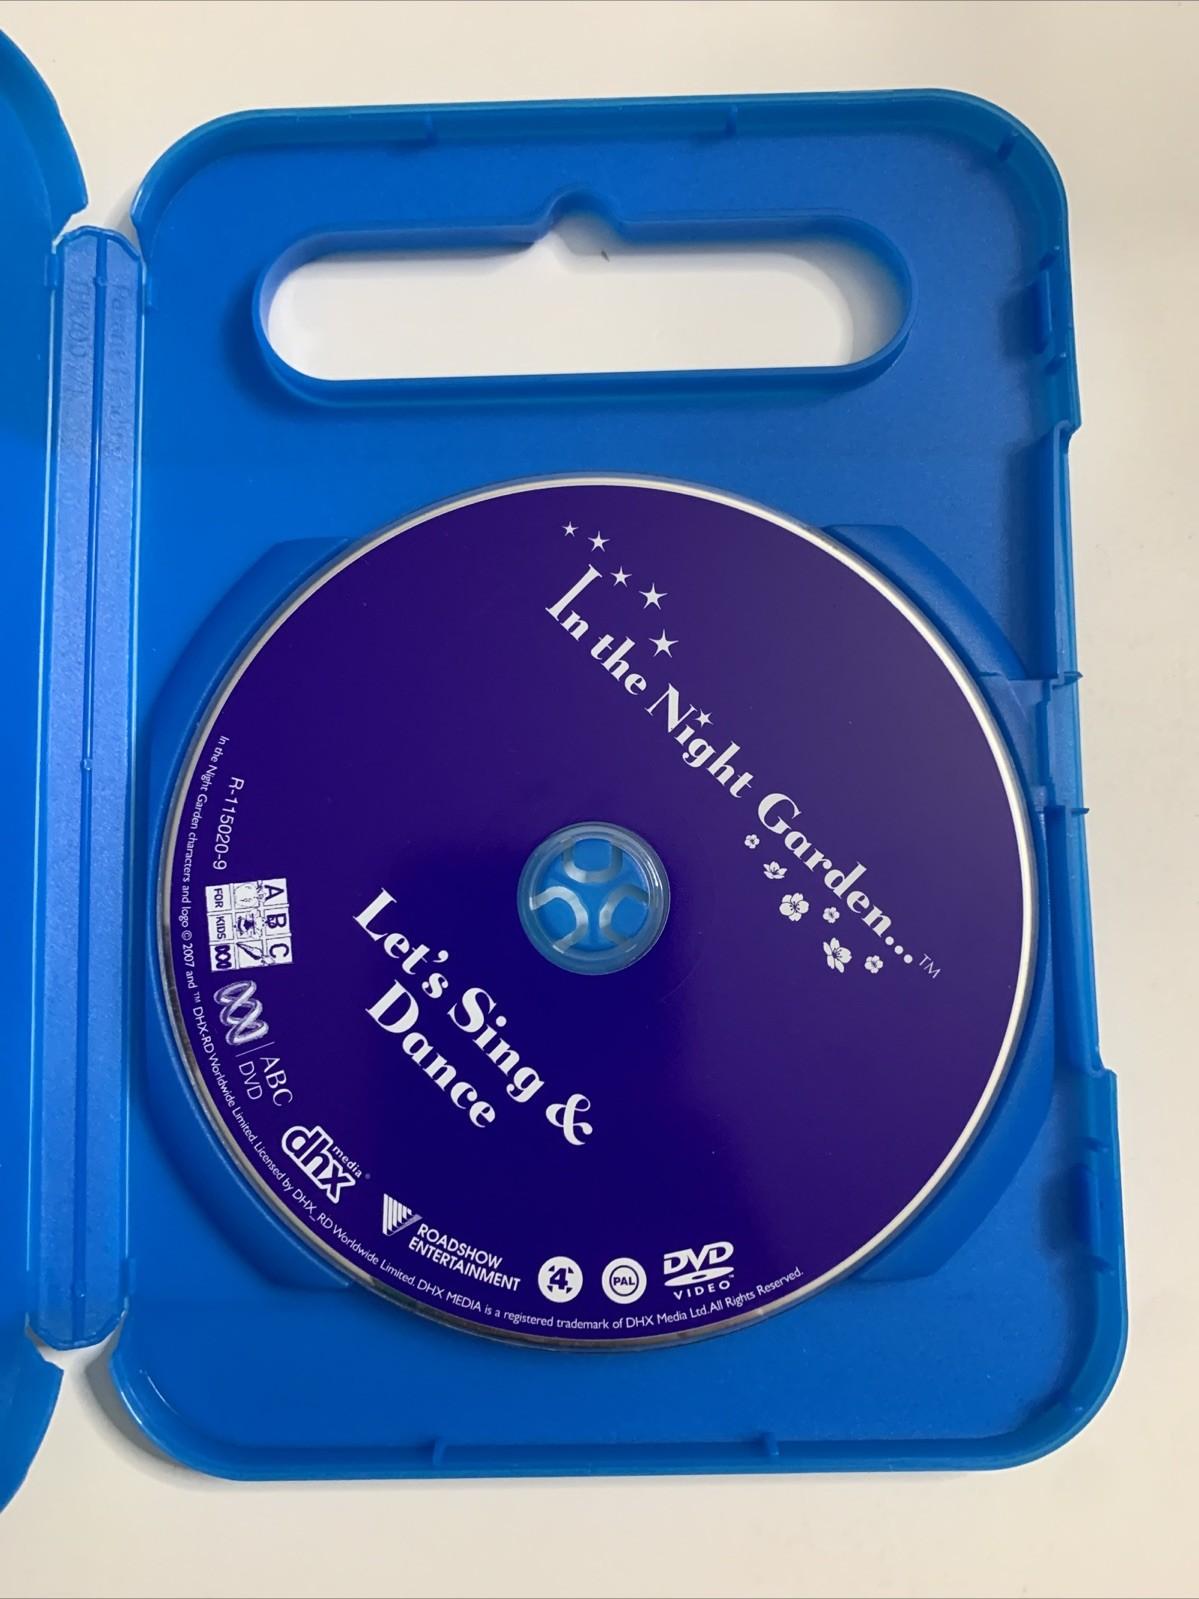 In the Night Garden...™
Let's Sing &
Dance
R-115020-9
ABC
FOR KIDS
ABC
DVD
dhx media
ROADSHOW
ENTERTAINMENT
4
PAL
DVD
VIDEO™
In the Night Garden characters and logo © 2007 and ™ DHX-RD Worldwide Limited. Licensed by DHX_RD Worldwide Limited. DHX MEDIA is a registered trademark of DHX Media Ltd. All Rights Reserved.